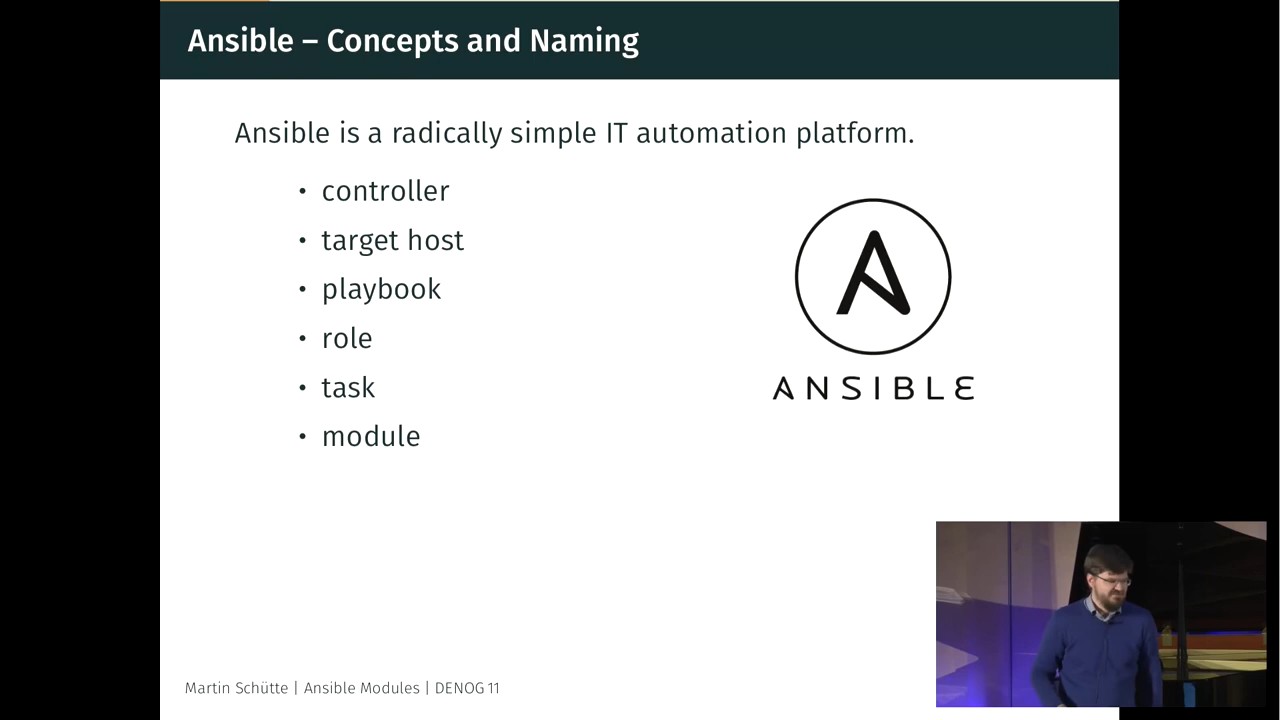 Ansible – Concepts and Naming
Ansible is a radically simple IT automation platform.
• controller
• target host
• playbook
• role
• task
• module
ANSIBLE
Martin Schütte | Ansible Modules | DENOG 11